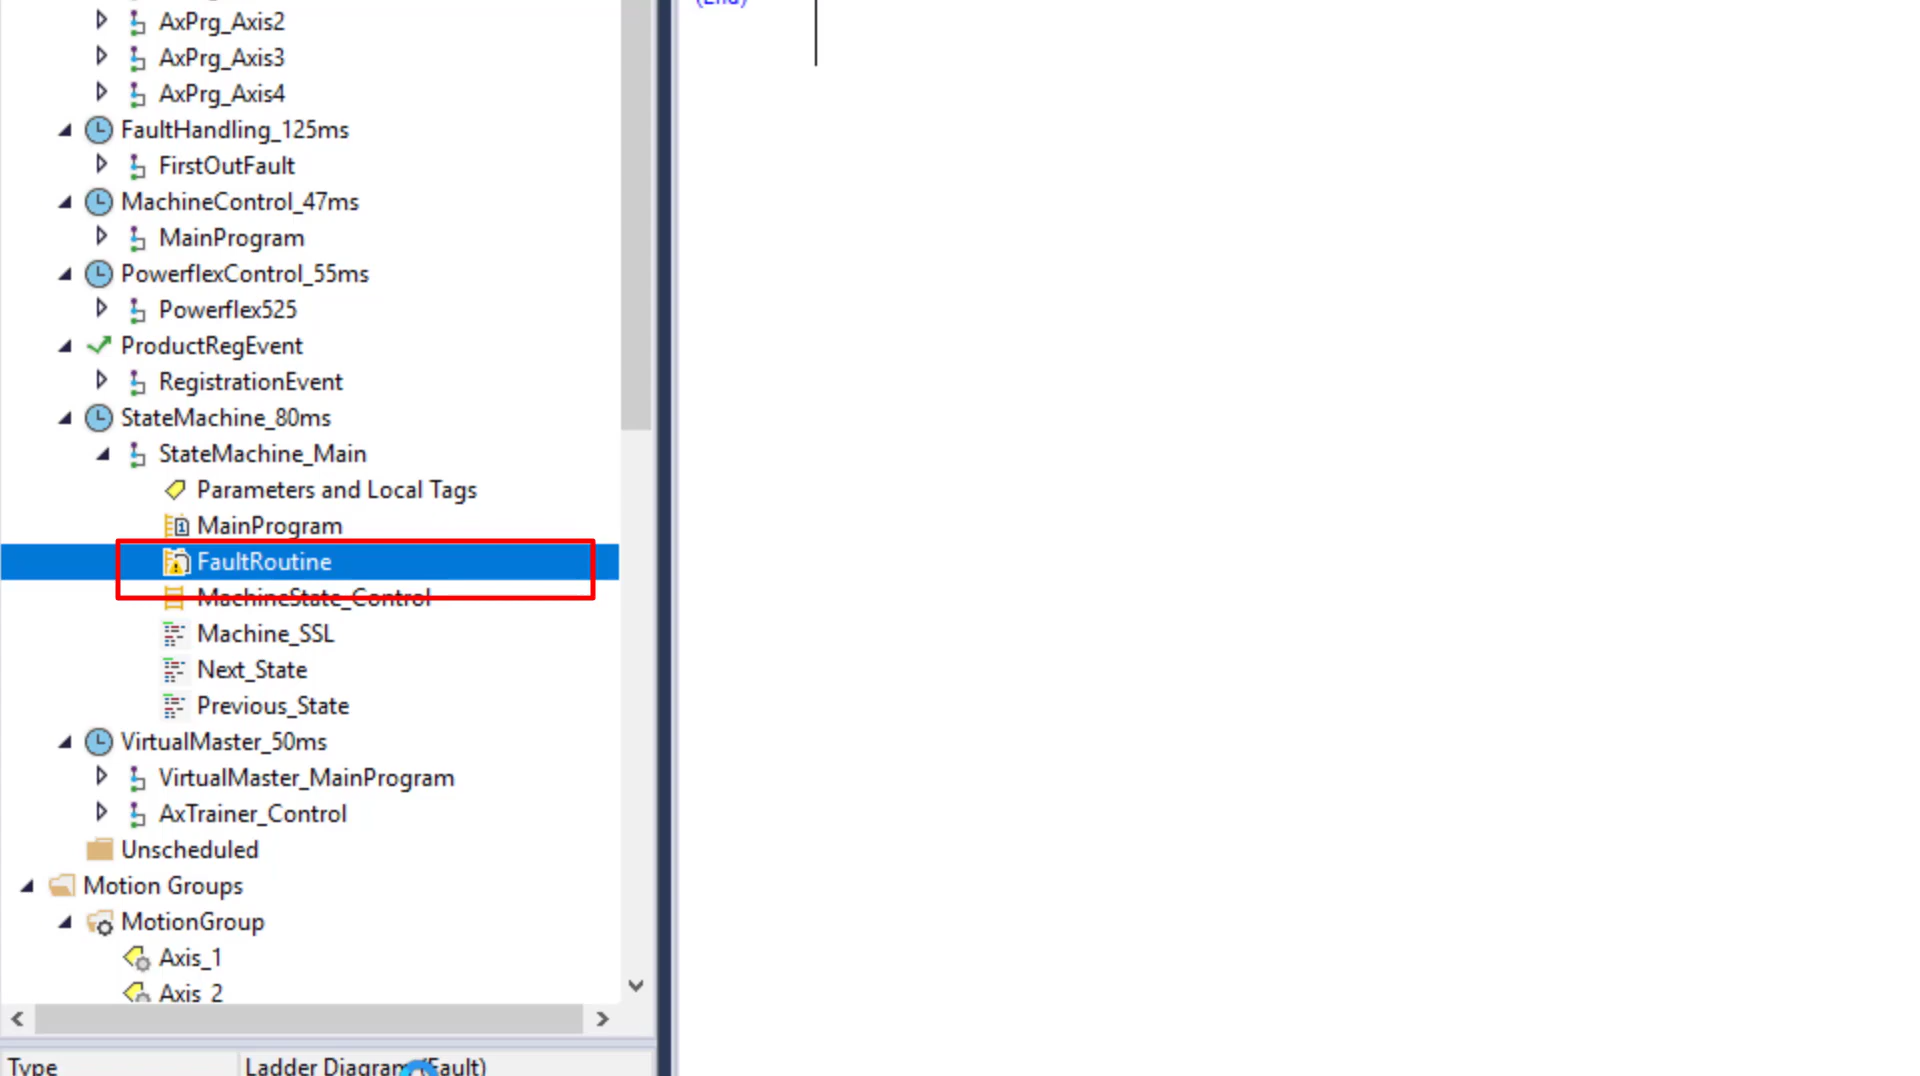 AxPrg_Axis2
AxPrg_Axis3
AxPrg_Axis4
FaultHandling_125ms
FirstOutFault
MachineControl_47ms
MainProgram
PowerflexControl_55ms
Powerflex525
ProductRegEvent
RegistrationEvent
StateMachine_80ms
StateMachine_Main
Parameters and Local Tags
MainProgram
FaultRoutine
MachineState_Control
Machine_SSL
Next_State
Previous_State
VirtualMaster_50ms
VirtualMaster_MainProgram
AxTrainer_Control
Unscheduled
Motion Groups
MotionGroup
Axis_1
Axis_2
Type Ladder Diagram (Fault)
(End)